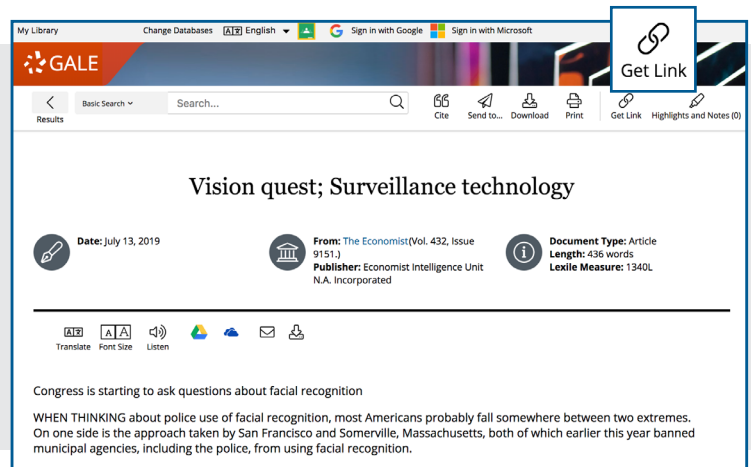 My Library Change Databases English Sign in with Google Sign in with Microsoft
GALE
Get Link
Results Basic Search Search... Cite Send to... Download Print Get Link Highlights and Notes (0)
Vision quest; Surveillance technology
Date: July 13, 2019
From: The Economist(Vol. 432, Issue
9151.)
Publisher: Economist Intelligence Unit
N.A. Incorporated
Document Type: Article
Length: 436 words
Lexile Measure: 1340L
Translate Font Size Listen
Congress is starting to ask questions about facial recognition
WHEN THINKING about police use of facial recognition, most Americans probably fall somewhere between two extremes.
On one side is the approach taken by San Francisco and Somerville, Massachusetts, both of which earlier this year banned
municipal agencies, including the police, from using facial recognition.